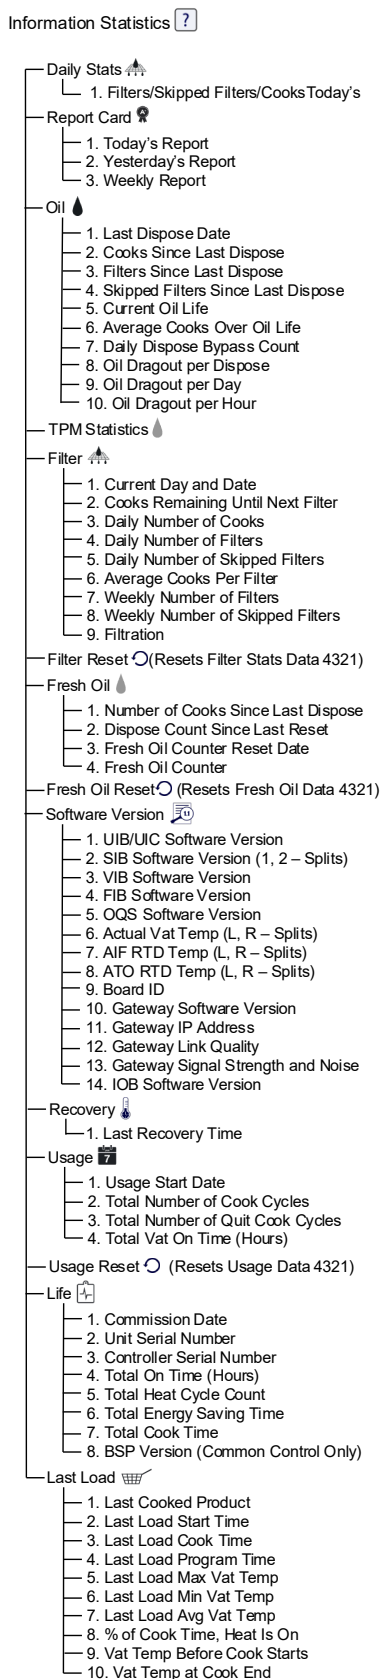 Information Statistics ?
Daily Stats
1. Filters/Skipped Filters/CooksToday's
Report Card
1. Today's Report
2. Yesterday's Report
3. Weekly Report
Oil
1. Last Dispose Date
2. Cooks Since Last Dispose
3. Filters Since Last Dispose
4. Skipped Filters Since Last Dispose
5. Current Oil Life
6. Average Cooks Over Oil Life
7. Daily Dispose Bypass Count
8. Oil Dragout per Dispose
9. Oil Dragout per Day
10. Oil Dragout per Hour
TPM Statistics
Filter
1. Current Day and Date
2. Cooks Remaining Until Next Filter
3. Daily Number of Cooks
4. Daily Number of Filters
5. Daily Number of Skipped Filters
6. Average Cooks Per Filter
7. Weekly Number of Filters
8. Weekly Number of Skipped Filters
9. Filtration
Filter Reset (Resets Filter Stats Data 4321)
Fresh Oil
1. Number of Cooks Since Last Dispose
2. Dispose Count Since Last Reset
3. Fresh Oil Counter Reset Date
4. Fresh Oil Counter
Fresh Oil Reset (Resets Fresh Oil Data 4321)
Software Version
1. UIB/UIC Software Version
2. SIB Software Version (1, 2 – Splits)
3. VIB Software Version
4. FIB Software Version
5. OQS Software Version
6. Actual Vat Temp (L, R – Splits)
7. AIF RTD Temp (L, R – Splits)
8. ATO RTD Temp (L, R – Splits)
9. Board ID
10. Gateway Software Version
11. Gateway IP Address
12. Gateway Link Quality
13. Gateway Signal Strength and Noise
14. IOB Software Version
Recovery
1. Last Recovery Time
Usage 7
1. Usage Start Date
2. Total Number of Cook Cycles
3. Total Number of Quit Cook Cycles
4. Total Vat On Time (Hours)
Usage Reset (Resets Usage Data 4321)
Life
1. Commission Date
2. Unit Serial Number
3. Controller Serial Number
4. Total On Time (Hours)
5. Total Heat Cycle Count
6. Total Energy Saving Time
7. Total Cook Time
8. BSP Version (Common Control Only)
Last Load
1. Last Cooked Product
2. Last Load Start Time
3. Last Load Cook Time
4. Last Load Program Time
5. Last Load Max Vat Temp
6. Last Load Min Vat Temp
7. Last Load Avg Vat Temp
8. % of Cook Time, Heat Is On
9. Vat Temp Before Cook Starts
10. Vat Temp at Cook End